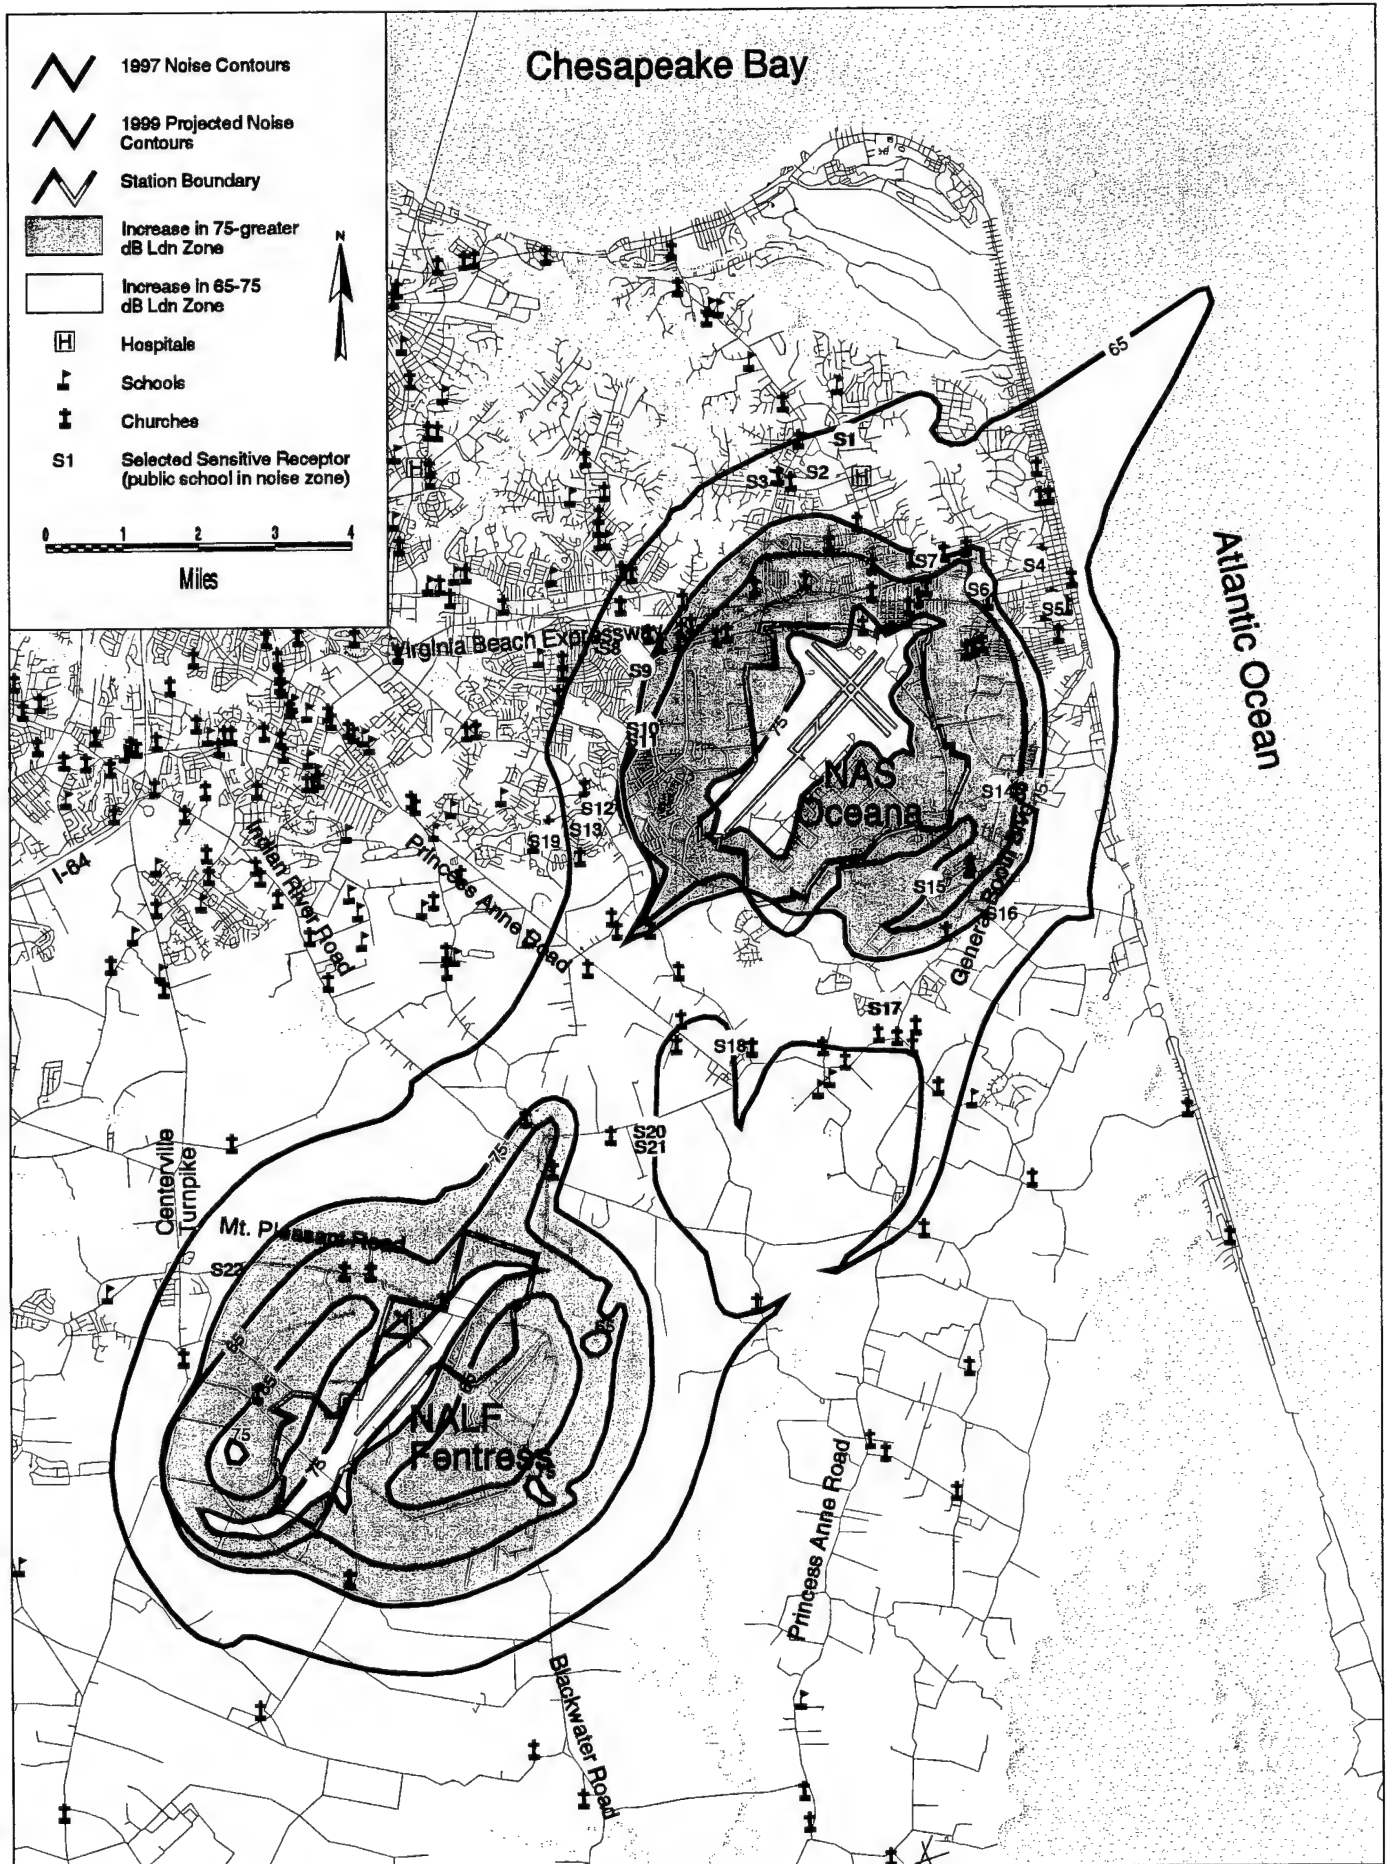 Chesapeake Bay
1997 Noise Contours
1999 Projected Noise
Contours
Station Boundary
Increase in 75-greater
dB Ldn Zone
Increase in 65-75
dB Ldn Zone
N
H
Hospitals
Schools
Churches
S1
Selected Sensitive Receptor
(public school in noise zone)
0 1 2 3 4
Miles
65
S1
S2
S3
H
H
S7
S4
S6
S5
Atlantic Ocean
Virginia Beach Expressway
S8
S9
S10
S11
75
NAS
Oceana
S14
75
S12
S13
S19
I-64
Indian River Road
Princess Anne Road
S15
S16
General Booth Blvd
S17
S18
S20
S21
75
Centerville
Turnpike
Mt. Pleasant Road
S22
65
65
65
75
75
NALF
Fentress
Princess Anne Road
Blackwater Road